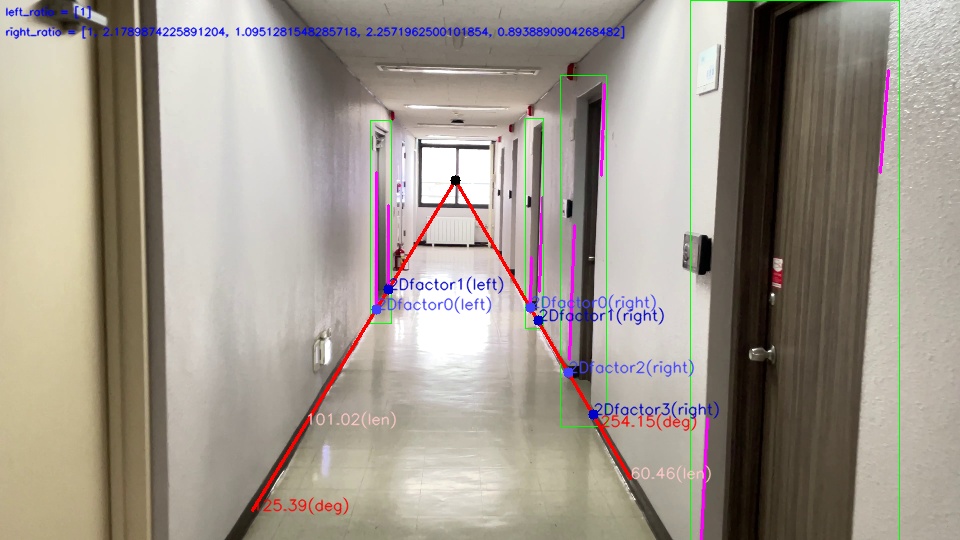 left_ratio = [1]
right_ratio = [1, 2.1789874225891204, 1.0951281548285718, 2.2571962500101854, 0.8938890904268482]
2Dfactor1(left)
2Dfactor0(left)
2Dfactor0(right)
2Dfactor1(right)
2Dfactor2(right)
2Dfactor3(right)
101.02(len)
254.15(deg)
60.46(len)
125.39(deg)